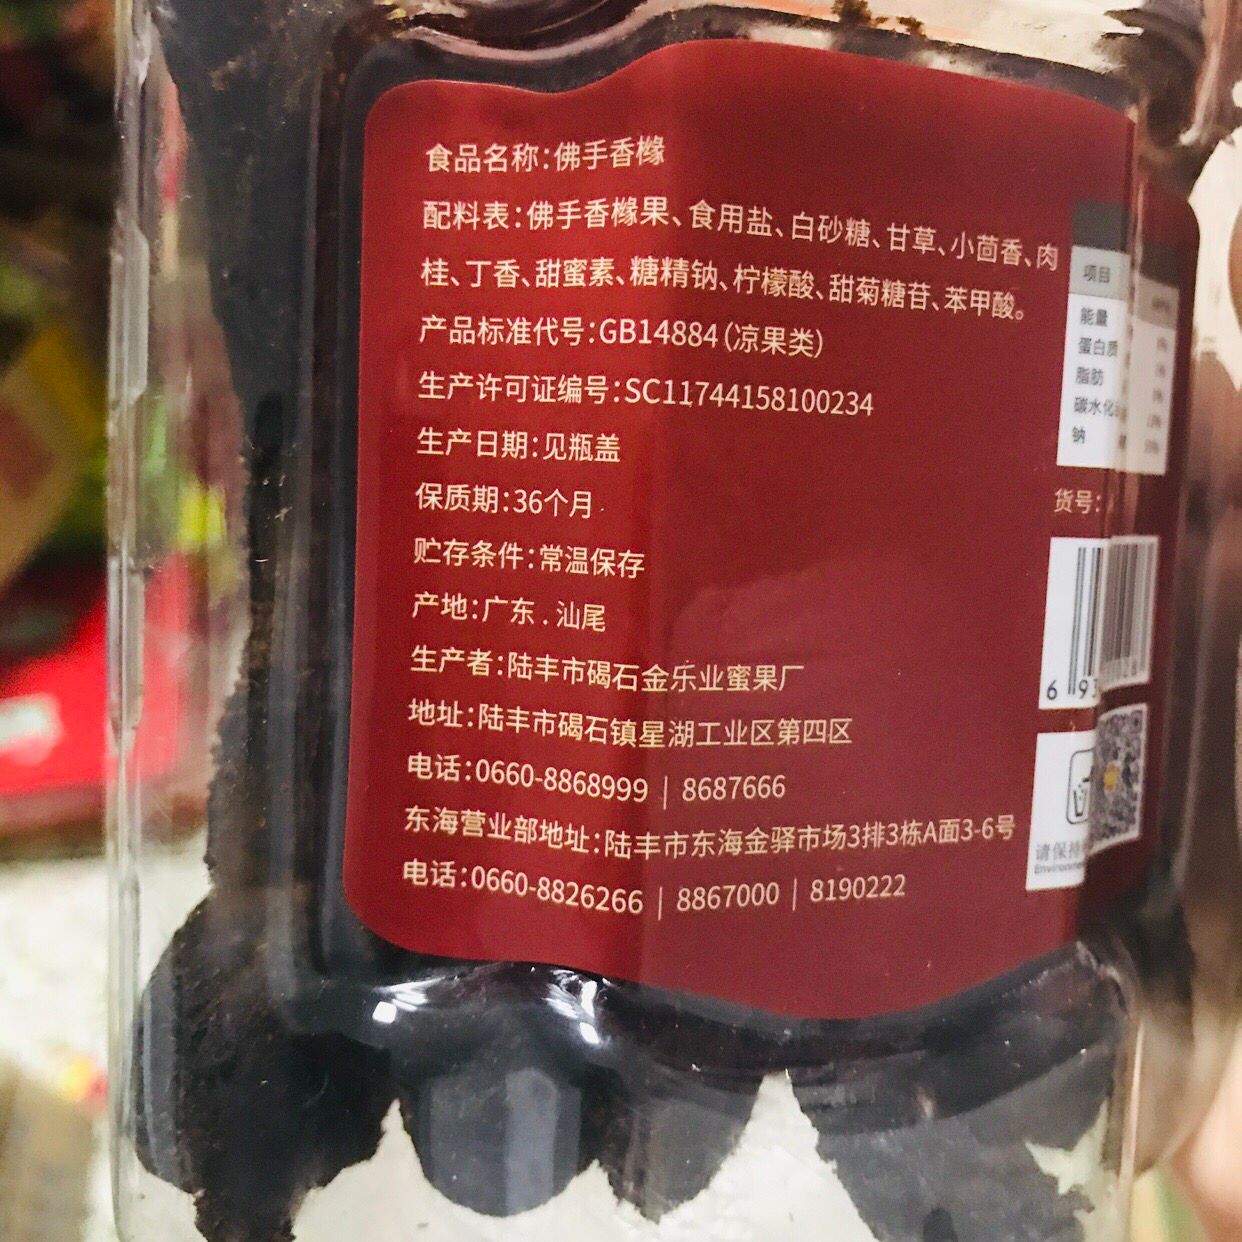 食品名称：佛手香橼
配料表：佛手香橼果、食用盐、白砂糖、甘草、小茴香、肉
桂、丁香、甜蜜素、糖精钠、柠檬酸、甜菊糖苷、苯甲酸。
产品标准代号：GB14884（凉果类）
生产许可证编号：SC11744158100234
生产日期：见瓶盖
保质期：36个月
贮存条件：常温保存
产地：广东 . 汕尾
生产者：陆丰市碣石金乐业蜜果厂
地址：陆丰市碣石镇星湖工业区第四区
电话：0660-8868999 | 8687666
东海营业部地址：陆丰市东海金驿市场3排3栋A面3-6号
电话：0660-8826266 | 8867000 | 8190222
项目
能量
蛋白质
脂肪
碳水化
钠
货号：
6 93
请保持